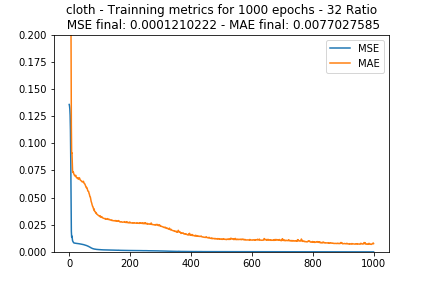 cloth - Trainning metrics for 1000 epochs - 32 Ratio
MSE final: 0.0001210222 - MAE final: 0.0077027585
0.200
0.175
0.150
0.125
0.100
0.075
0.050
0.025
0.000
MSE
MAE
0 200 400 600 800 1000